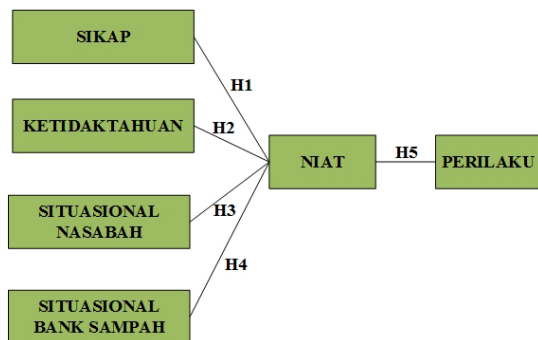 SIKAP
H1
KETIDAKTAHUAN
H2
NIAT
H5
PERILAKU
SITUASIONAL
NASABAH
H3
H4
SITUASIONAL
BANK SAMPAH